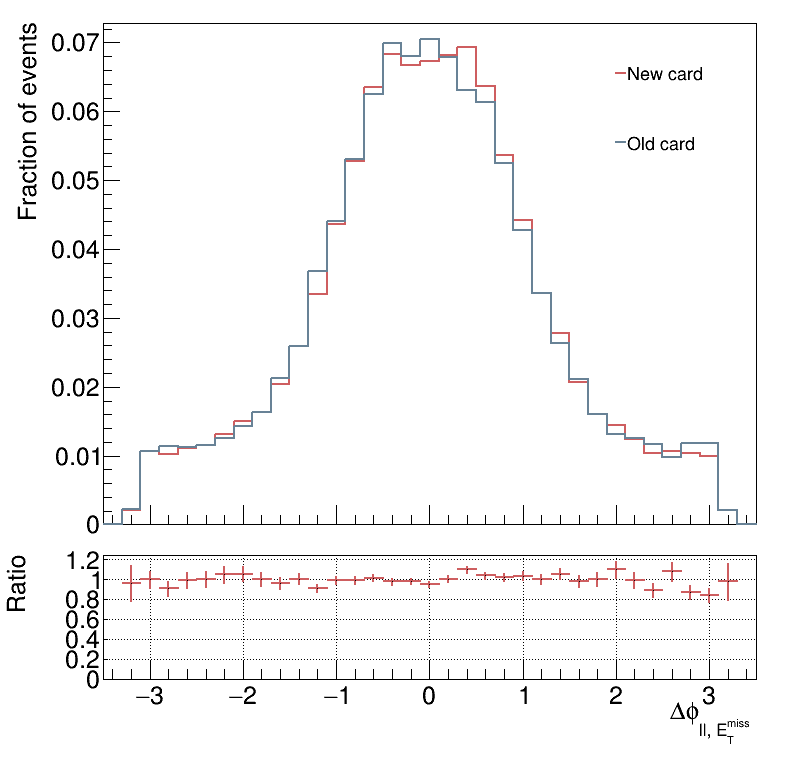 Fraction of events
0.07
0.06
0.05
0.04
0.03
0.02
0.01
0
New card
Old card
Ratio
1.2
1
0.8
0.6
0.4
0.2
0
−3 −2 −1 0 1 2 3
Δϕ ll, E_T^miss